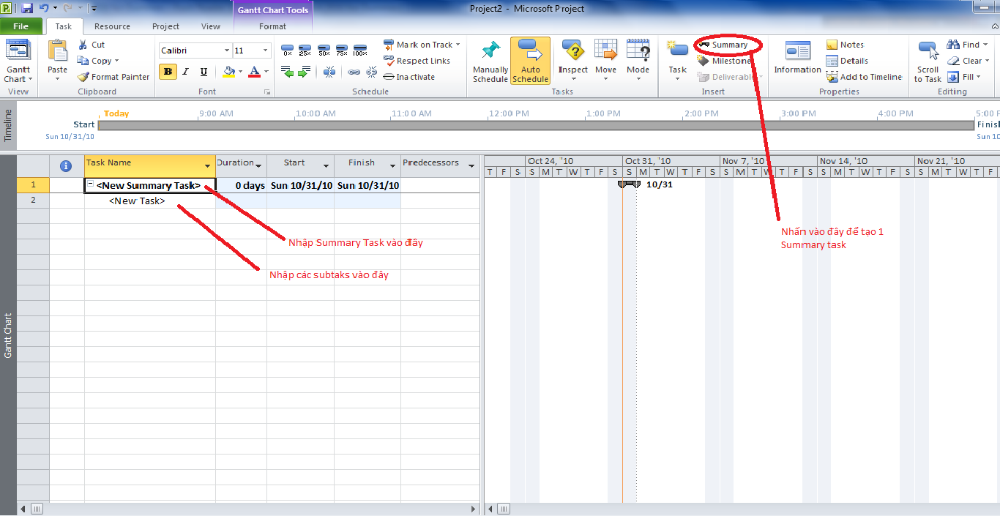 Gantt Chart Tools
Project2 - Microsoft Project
File Task Resource Project View Format
Gantt Chart
View
Paste
Cut
Copy
Format Painter
Clipboard
Calibri 11
B I U A
Font
0% 25% 50% 75% 100%
Mark on Track
Respect Links
Inactivate
Schedule
Manually Schedule
Auto Schedule
Inspect
Move
Mode
Tasks
Task
Summary
Milestone
Deliverable
Insert
Information
Notes
Details
Add to Timeline
Properties
Scroll to Task
Find
Clear
Fill
Editing
Timeline
Today 9:00 AM 10:00 AM 11:00 AM 12:00 PM 1:00 PM 2:00 PM 3:00 PM 4:00 PM 5:00 P
Start Finish
Sun 10/31/10 Sun 10
Task Name Duration Start Finish Predecessors
Oct 24, '10 Oct 31, '10 Nov 7, '10 Nov 14, '10 Nov 21, '10
T F S S M T W T F S S M T W T F S S M T W T F S S M T W T F S S M T W T F
1 <New Summary Task> 0 days Sun 10/31/10 Sun 10/31/10 10/31
2 <New Task>
Nhập Summary Task vào đây
Nhập các subtaks vào đây
Nhấn vào đây để tạo 1
Summary task
Gantt Chart